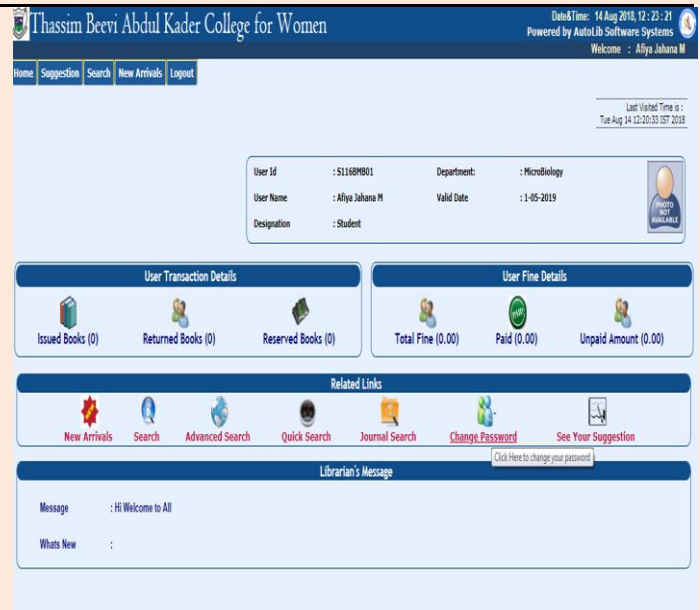 Thassim Beevi Abdul Kader College for Women
Date&Time: 14 Aug 2018, 12 : 23 : 21
Powered by AutoLib Software Systems
Welcome : Afiya Jahana M
Home Suggestion Search New Arrivals Logout
Last Visited Time is :
Tue Aug 14 12:20:33 IST 2018
User Id : S116BMB01 Department: : MicroBiology
User Name : Afiya Jahana M Valid Date : 1-05-2019
Designation : Student
PHOTO
NOT
AVAILABLE
User Transaction Details
Issued Books (0) Returned Books (0) Reserved Books (0)
User Fine Details
PAID
Total Fine (0.00) Paid (0.00) Unpaid Amount (0.00)
Related Links
New Arrivals Search Advanced Search Quick Search Journal Search Change Password See Your Suggestion
Click Here to change your password
Librarian's Message
Message : Hi Welcome to All
Whats New :